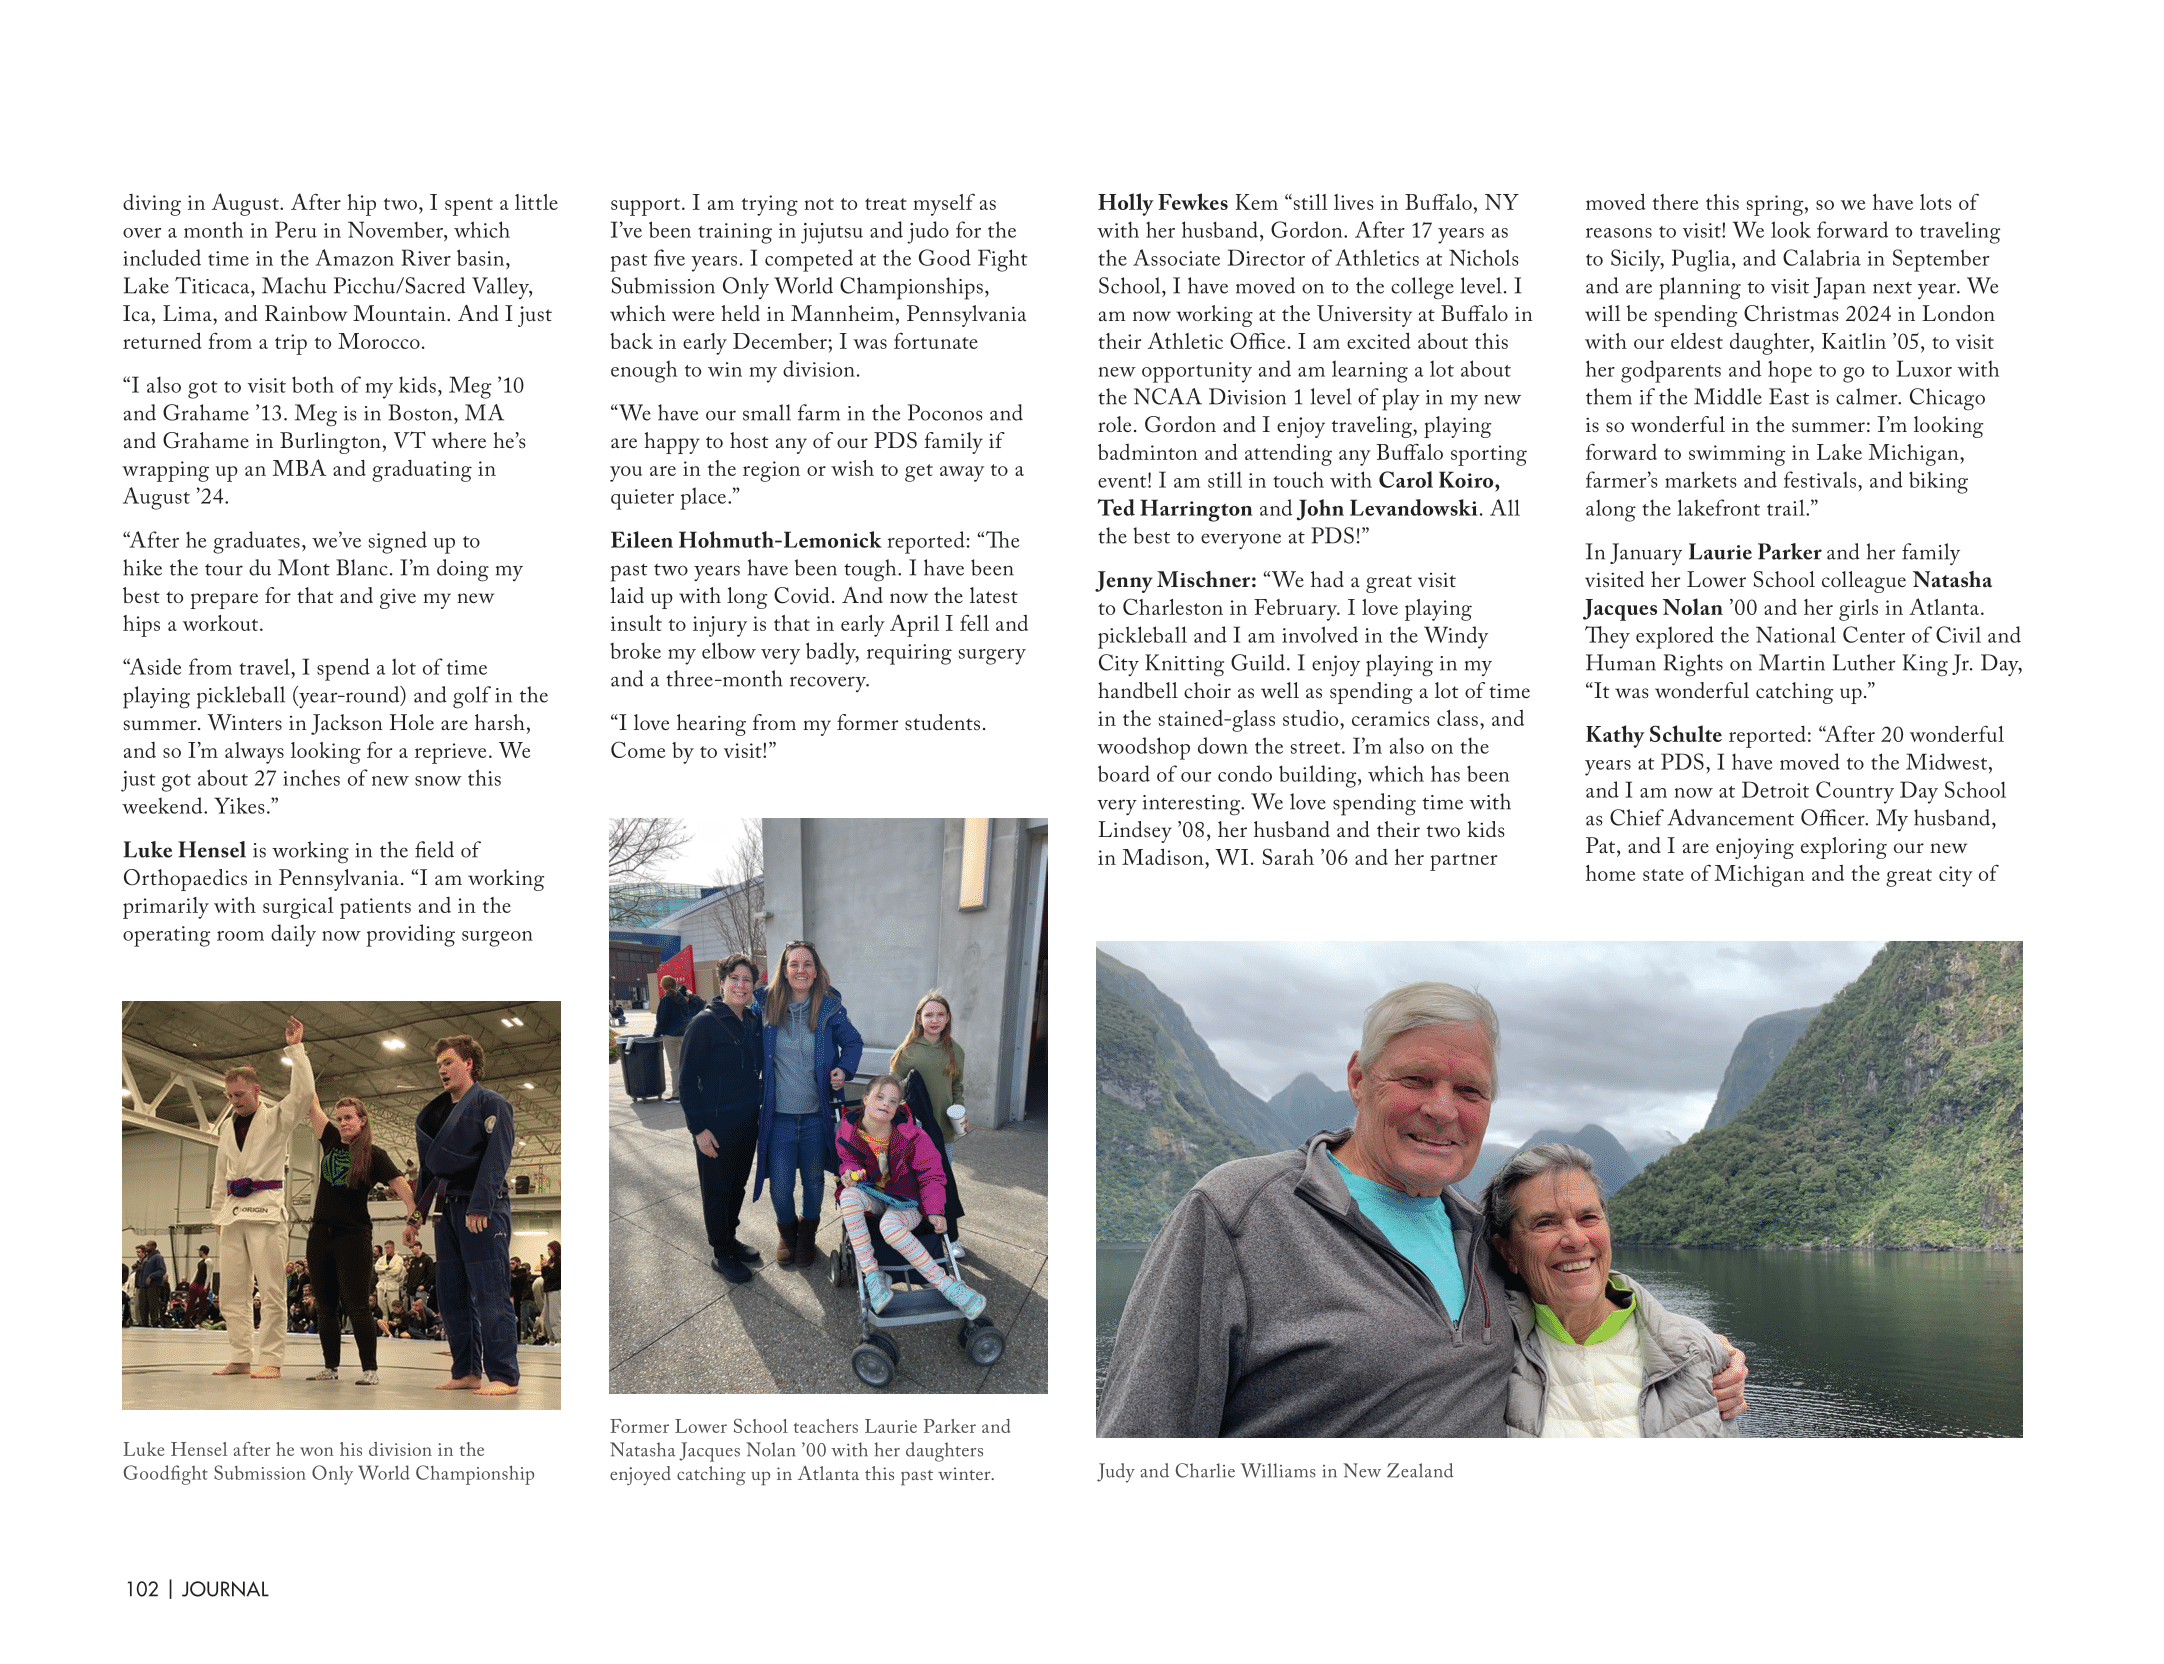 diving in August. After hip two, I spent a little
over a month in Peru in November, which
included time in the Amazon River basin,
Lake Titicaca, Machu Picchu/Sacred Valley,
Ica, Lima, and Rainbow Mountain. And I just
returned from a trip to Morocco.
“I also got to visit both of my kids, Meg ’10
and Grahame ’13. Meg is in Boston, MA
and Grahame in Burlington, VT where he’s
wrapping up an MBA and graduating in
August ’24.
“After he graduates, we’ve signed up to
hike the tour du Mont Blanc. I’m doing my
best to prepare for that and give my new
hips a workout.
“Aside from travel, I spend a lot of time
playing pickleball (year-round) and golf in the
summer. Winters in Jackson Hole are harsh,
and so I’m always looking for a reprieve. We
just got about 27 inches of new snow this
weekend. Yikes.”
Luke Hensel is working in the field of
Orthopaedics in Pennsylvania. “I am working
primarily with surgical patients and in the
operating room daily now providing surgeon
ORIGIN
Luke Hensel after he won his division in the
Goodfight Submission Only World Championship
support. I am trying not to treat myself as
I’ve been training in jujutsu and judo for the
past five years. I competed at the Good Fight
Submission Only World Championships,
which were held in Mannheim, Pennsylvania
back in early December; I was fortunate
enough to win my division.
“We have our small farm in the Poconos and
are happy to host any of our PDS family if
you are in the region or wish to get away to a
quieter place.”
Eileen Hohmuth-Lemonick reported: “The
past two years have been tough. I have been
laid up with long Covid. And now the latest
insult to injury is that in early April I fell and
broke my elbow very badly, requiring surgery
and a three-month recovery.
“I love hearing from my former students.
Come by to visit!”
Former Lower School teachers Laurie Parker and
Natasha Jacques Nolan ’00 with her daughters
enjoyed catching up in Atlanta this past winter.
Holly Fewkes Kem “still lives in Buffalo, NY
with her husband, Gordon. After 17 years as
the Associate Director of Athletics at Nichols
School, I have moved on to the college level. I
am now working at the University at Buffalo in
their Athletic Office. I am excited about this
new opportunity and am learning a lot about
the NCAA Division 1 level of play in my new
role. Gordon and I enjoy traveling, playing
badminton and attending any Buffalo sporting
event! I am still in touch with Carol Koiro,
Ted Harrington and John Levandowski. All
the best to everyone at PDS!”
Jenny Mischner: “We had a great visit
to Charleston in February. I love playing
pickleball and I am involved in the Windy
City Knitting Guild. I enjoy playing in my
handbell choir as well as spending a lot of time
in the stained-glass studio, ceramics class, and
woodshop down the street. I’m also on the
board of our condo building, which has been
very interesting. We love spending time with
Lindsey ’08, her husband and their two kids
in Madison, WI. Sarah ’06 and her partner
moved there this spring, so we have lots of
reasons to visit! We look forward to traveling
to Sicily, Puglia, and Calabria in September
and are planning to visit Japan next year. We
will be spending Christmas 2024 in London
with our eldest daughter, Kaitlin ’05, to visit
her godparents and hope to go to Luxor with
them if the Middle East is calmer. Chicago
is so wonderful in the summer: I’m looking
forward to swimming in Lake Michigan,
farmer’s markets and festivals, and biking
along the lakefront trail.”
In January Laurie Parker and her family
visited her Lower School colleague Natasha
Jacques Nolan ’00 and her girls in Atlanta.
They explored the National Center of Civil and
Human Rights on Martin Luther King Jr. Day,
“It was wonderful catching up.”
Kathy Schulte reported: “After 20 wonderful
years at PDS, I have moved to the Midwest,
and I am now at Detroit Country Day School
as Chief Advancement Officer. My husband,
Pat, and I are enjoying exploring our new
home state of Michigan and the great city of
Judy and Charlie Williams in New Zealand
102 | JOURNAL